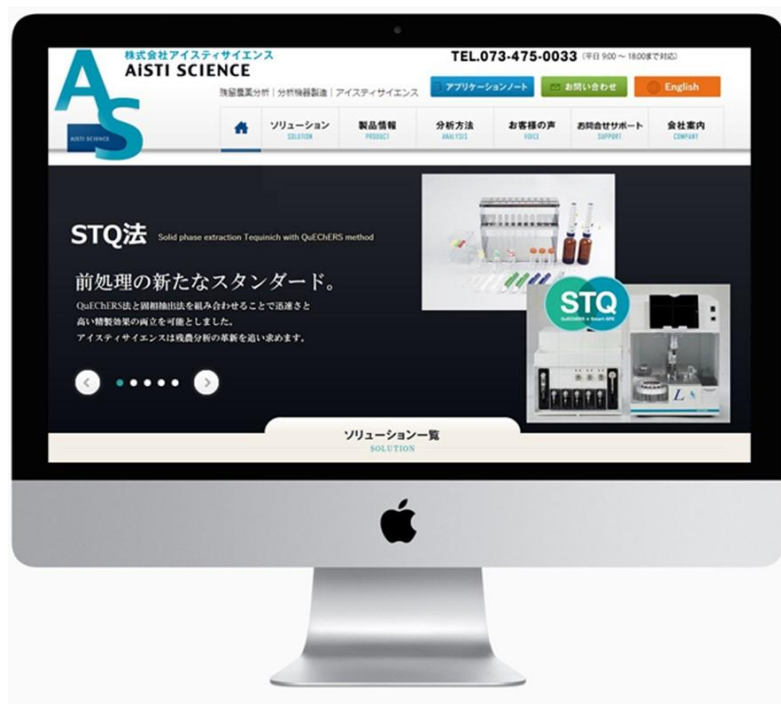 株式会社アイスティサイエンス
AiSTI SCIENCE
TEL.073-475-0033 (平日 9:00 ~ 18:00まで対応)
残留農薬分析 | 分析機器製造 | アイスティサイエンス
アプリケーションノート
お問い合わせ
English
AS
AISTI SCIENCE
ソリューション
製品情報
分析方法
お客様の声
お問合せサポート
会社案内
SOLUTION
PRODUCT
ANALYSIS
VOICE
SUPPORT
COMPANY
STQ法 Solid phase extraction Tequinich with QuEChERS method
前処理の新たなスタンダード。
QuEChERS法と固相抽出法を組み合わせることで迅速さと
高い精製効果の両立を可能としました。
アイスティサイエンスは残農分析の革新を追い求めます。
STQ
QuEChERS & Smart-SPE
L
ソリューション一覧
SOLUTION